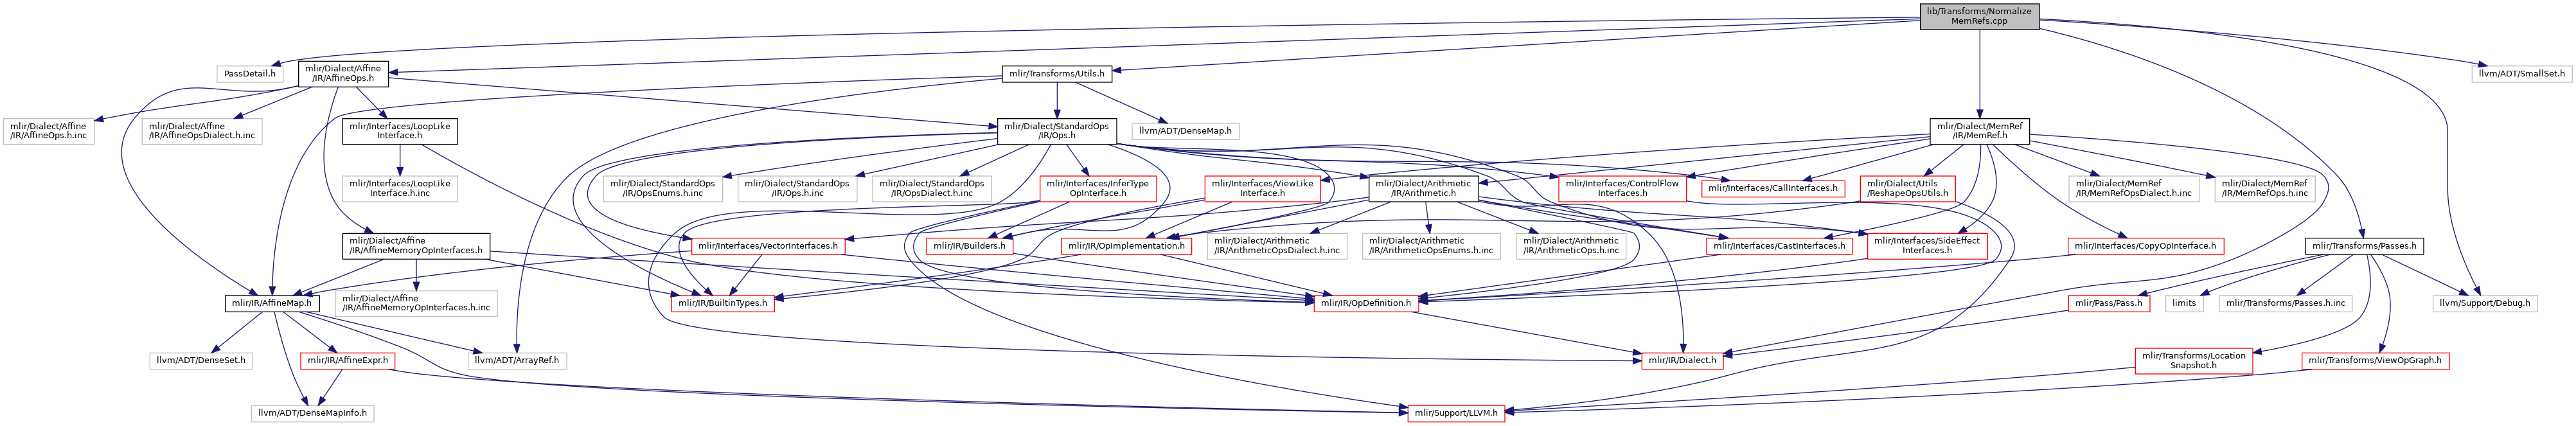 lib/Transforms/Normalize
MemRefs.cpp
PassDetail.h
mlir/Dialect/Affine
/IR/AffineOps.h
mlir/Transforms/Utils.h
llvm/ADT/SmallSet.h
mlir/Dialect/Affine
/IR/AffineOps.h.inc
mlir/Dialect/Affine
/IR/AffineOpsDialect.h.inc
mlir/Interfaces/LoopLike
Interface.h
mlir/Dialect/StandardOps
/IR/Ops.h
llvm/ADT/DenseMap.h
mlir/Dialect/MemRef
/IR/MemRef.h
mlir/Interfaces/LoopLike
Interface.h.inc
mlir/Dialect/StandardOps
/IR/OpsEnums.h.inc
mlir/Dialect/StandardOps
/IR/Ops.h.inc
mlir/Dialect/StandardOps
/IR/OpsDialect.h.inc
mlir/Interfaces/InferType
OpInterface.h
mlir/Interfaces/ViewLike
Interface.h
mlir/Dialect/Arithmetic
/IR/Arithmetic.h
mlir/Interfaces/ControlFlow
Interfaces.h
mlir/Interfaces/CallInterfaces.h
mlir/Dialect/Utils
/ReshapeOpsUtils.h
mlir/Dialect/MemRef
/IR/MemRefOpsDialect.h.inc
mlir/Dialect/MemRef
/IR/MemRefOps.h.inc
mlir/Dialect/Affine
/IR/AffineMemoryOpInterfaces.h
mlir/Interfaces/VectorInterfaces.h
mlir/IR/Builders.h
mlir/IR/OpImplementation.h
mlir/Dialect/Arithmetic
/IR/ArithmeticOpsDialect.h.inc
mlir/Dialect/Arithmetic
/IR/ArithmeticOpsEnums.h.inc
mlir/Dialect/Arithmetic
/IR/ArithmeticOps.h.inc
mlir/Interfaces/CastInterfaces.h
mlir/Interfaces/SideEffect
Interfaces.h
mlir/Interfaces/CopyOpInterface.h
mlir/Transforms/Passes.h
mlir/IR/AffineMap.h
mlir/Dialect/Affine
/IR/AffineMemoryOpInterfaces.h.inc
mlir/IR/BuiltinTypes.h
mlir/IR/OpDefinition.h
mlir/Pass/Pass.h
limits
mlir/Transforms/Passes.h.inc
llvm/Support/Debug.h
llvm/ADT/DenseSet.h
mlir/IR/AffineExpr.h
llvm/ADT/ArrayRef.h
mlir/IR/Dialect.h
mlir/Transforms/Location
Snapshot.h
mlir/Transforms/ViewOpGraph.h
llvm/ADT/DenseMapInfo.h
mlir/Support/LLVM.h